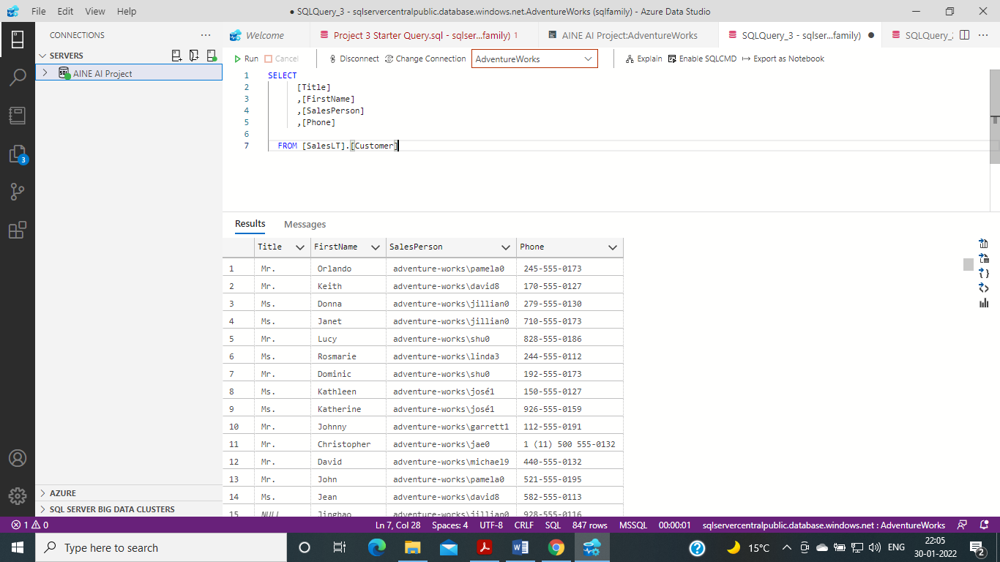 File Edit View Help
● SQLQuery_3 - sqlservercentralpublic.database.windows.net.AdventureWorks (sqlfamily) - Azure Data Studio
CONNECTIONS
Welcome
Project 3 Starter Query.sql - sqlser...family) 1
AINE AI Project:AdventureWorks
SQLQuery_3 - sqlser...family) ●
SERVERS
AINE AI Project
Run Cancel Disconnect Change Connection AdventureWorks Explain Enable SQLCMD Export as Notebook
1 SELECT
2 [Title]
3 ,[FirstName]
4 ,[SalesPerson]
5 ,[Phone]
6
7 FROM [SalesLT].[Customer]
3
Results Messages
Title FirstName SalesPerson Phone
1 Mr. Orlando adventure-works\pamela0 245-555-0173
2 Mr. Keith adventure-works\david8 170-555-0127
3 Ms. Donna adventure-works\jillian0 279-555-0130
4 Ms. Janet adventure-works\jillian0 710-555-0173
5 Mr. Lucy adventure-works\shu0 828-555-0186
6 Ms. Rosmarie adventure-works\linda3 244-555-0112
7 Mr. Dominic adventure-works\shu0 192-555-0173
8 Ms. Kathleen adventure-works\josé1 150-555-0127
9 Ms. Katherine adventure-works\josé1 926-555-0159
10 Mr. Johnny adventure-works\garrett1 112-555-0191
11 Mr. Christopher adventure-works\jae0 1 (11) 500 555-0132
12 Mr. David adventure-works\michael9 440-555-0132
13 Mr. John adventure-works\pamela0 521-555-0195
14 Ms. Jean adventure-works\david8 582-555-0113
15 NULL Jinghao adventure-works\jillian0 928-555-0116
AZURE
SQL SERVER BIG DATA CLUSTERS
1 0
Ln 7, Col 28 Spaces: 4 UTF-8 CRLF SQL 847 rows MSSQL 00:00:01 sqlservercentralpublic.database.windows.net : AdventureWorks
Type here to search
15°C ENG
22:05
30-01-2022
2